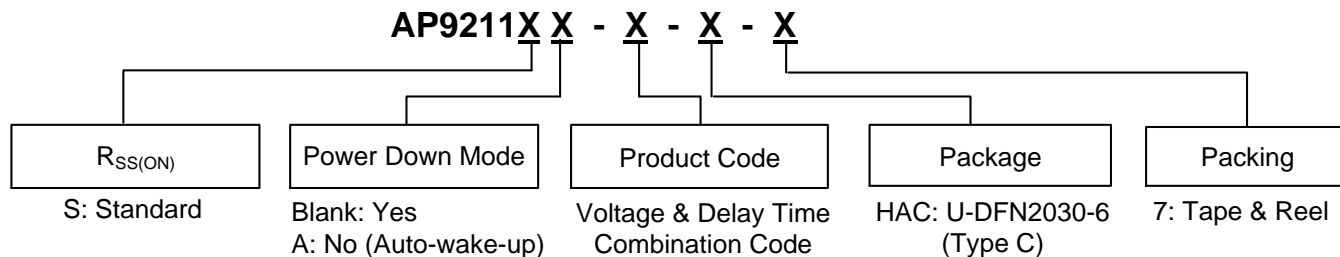 AP9211X X - X - X - X
RSS(ON)
Power Down Mode
Product Code
Package
Packing
S: Standard
Blank: Yes
A: No (Auto-wake-up)
Voltage & Delay Time
Combination Code
HAC: U-DFN2030-6
(Type C)
7: Tape & Reel